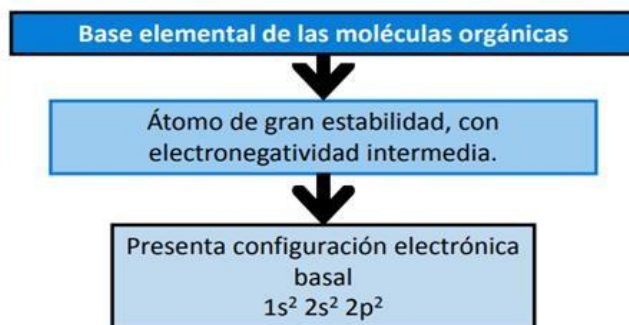 Base elemental de las moléculas orgánicas
Átomo de gran estabilidad, con
electronegatividad intermedia.
Presenta configuración electrónica
basal
1s² 2s² 2p²